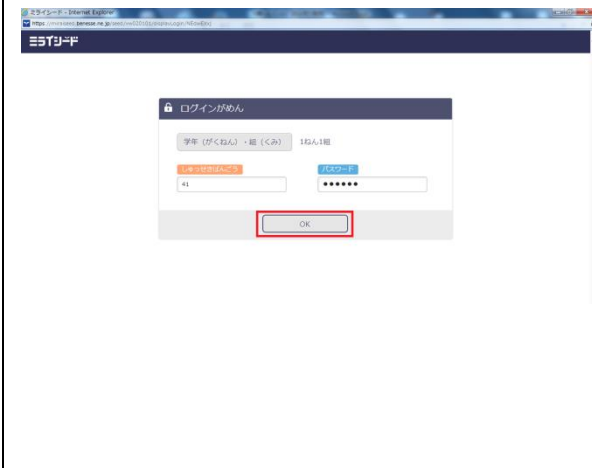 ミライシード - Internet Explorer
ミライシード
ログインがめん
学年（がくねん）・組（くみ） 1ねん1組
しゅっせきばんごう パスワード
41 ●●●●●●
OK